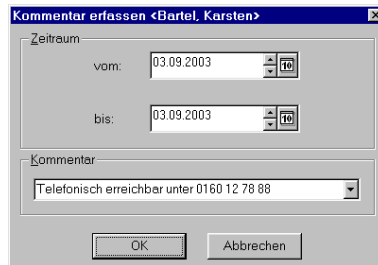 Kommentar erfassen <Bartel, Karsten>
Zeitraum
vom: 03.09.2003
bis: 03.09.2003
Kommentar
Telefonisch erreichbar unter 0160 12 78 88
OK Abbrechen